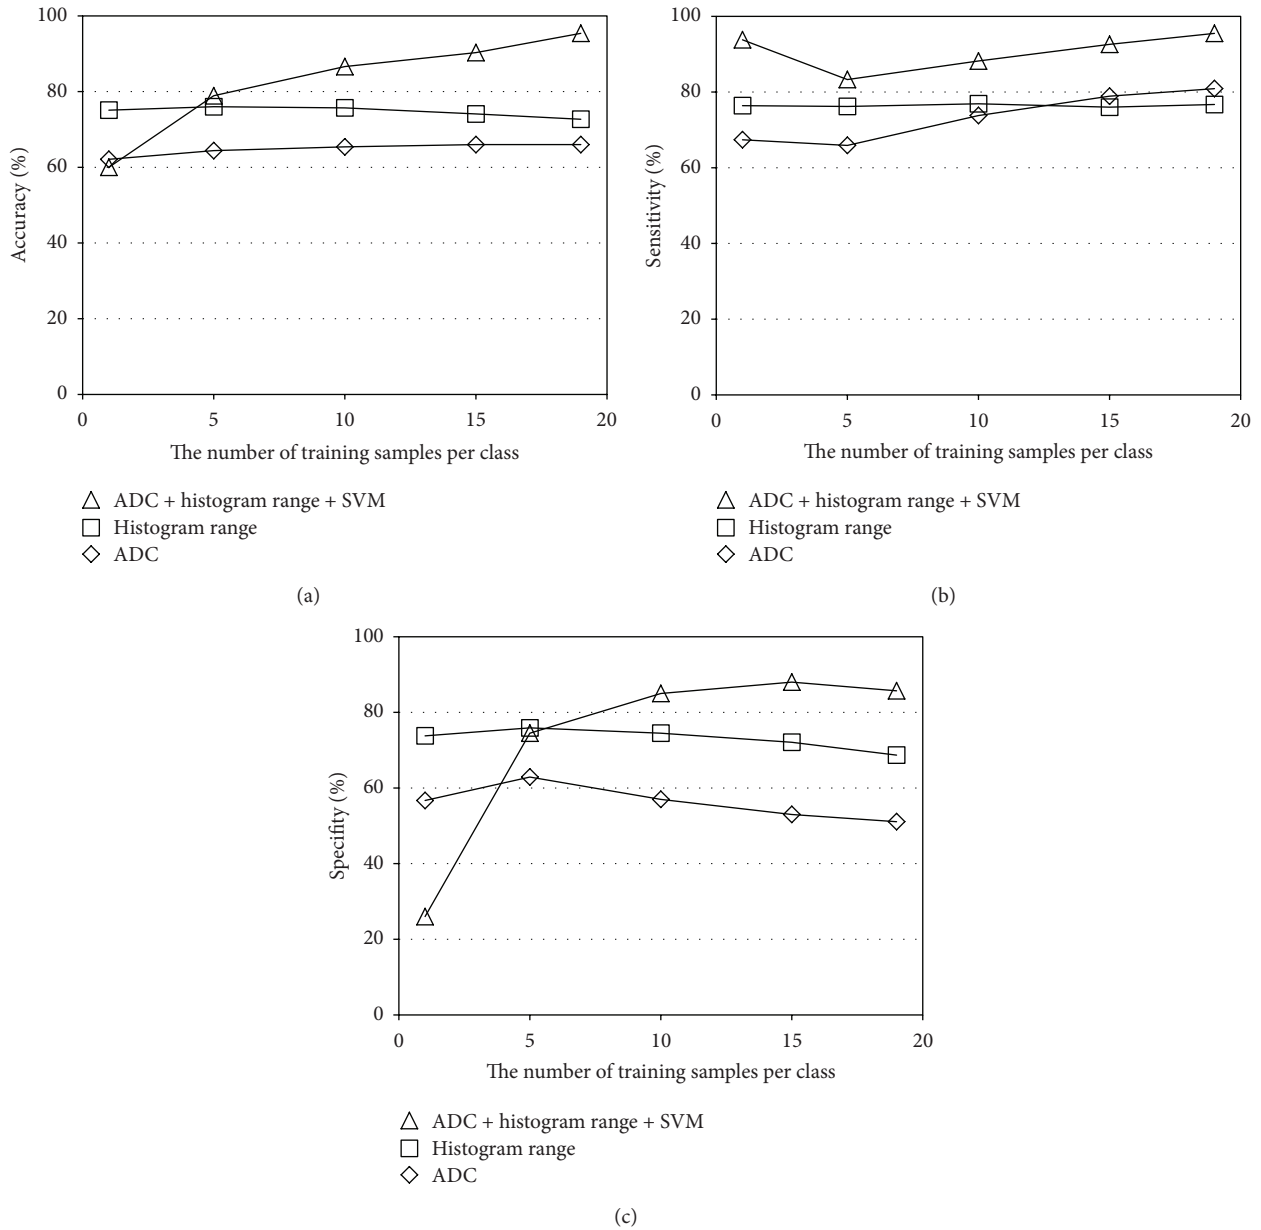 100
80
60
40
20
0
Accuracy (%)
0 5 10 15 20
The number of training samples per class
ADC + histogram range + SVM
Histogram range
ADC
(a)
100
80
60
40
20
0
Sensitivity (%)
0 5 10 15 20
The number of training samples per class
ADC + histogram range + SVM
Histogram range
ADC
(b)
100
80
60
40
20
0
Specifity (%)
0 5 10 15 20
The number of training samples per class
ADC + histogram range + SVM
Histogram range
ADC
(c)